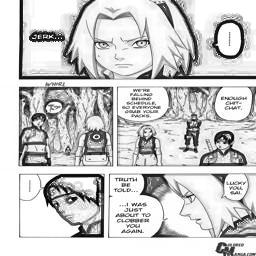 ......
JERK...
ENOUGH
CHIT-
CHAT.
WE'RE
FALLING
BEHIND
SCHEDULE,
SO EVERYONE
GRAB YOUR
PACKS.
WHIRL
LUCKY
YOU,
SAI.
TRUTH
BE
TOLD...
...I WAS
JUST
ABOUT TO
CLOBBER
YOU
AGAIN.
......
COLORED
MANGA.COM